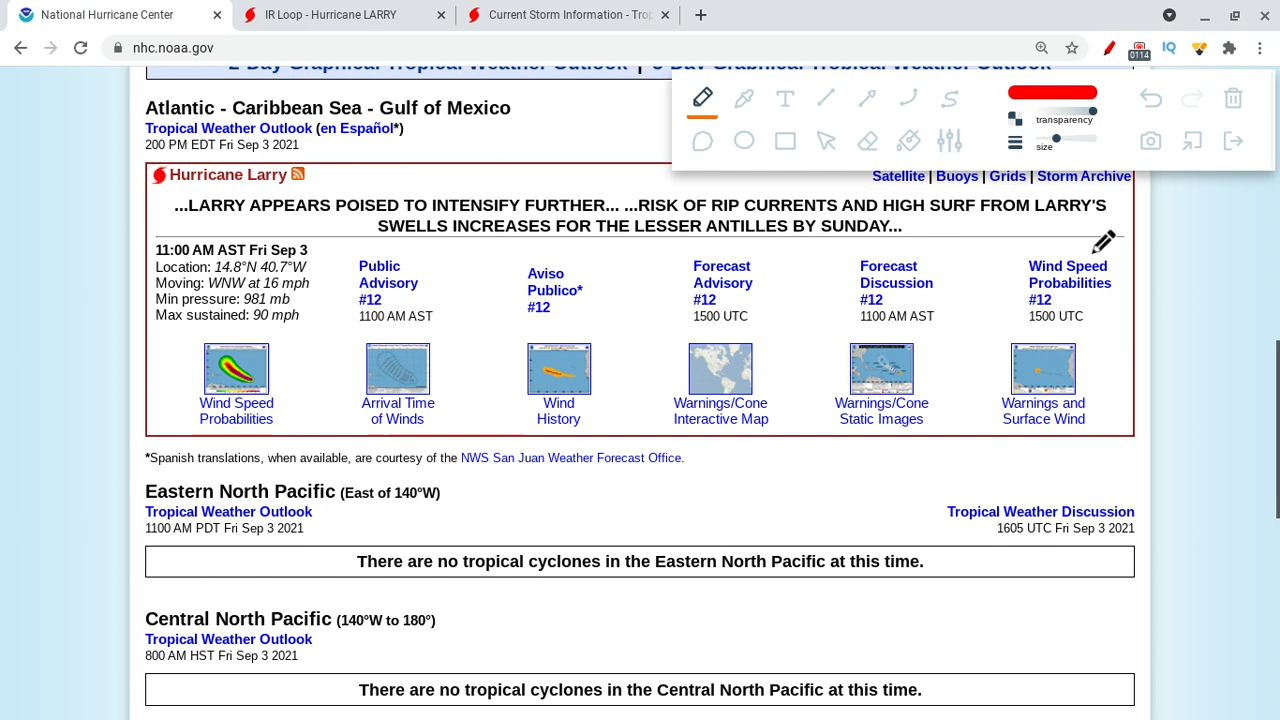 National Hurricane Center
IR Loop - Hurricane LARRY
Current Storm Information - Trop
nhc.noaa.gov
0114
IQ
2-Day Graphical Tropical Weather Outlook | 5-Day Graphical Tropical Weather Outlook
T
transparency
size
Atlantic - Caribbean Sea - Gulf of Mexico
Tropical Weather Outlook (en Español*)
200 PM EDT Fri Sep 3 2021
Hurricane Larry
Satellite | Buoys | Grids | Storm Archive
...LARRY APPEARS POISED TO INTENSIFY FURTHER... ...RISK OF RIP CURRENTS AND HIGH SURF FROM LARRY'S
SWELLS INCREASES FOR THE LESSER ANTILLES BY SUNDAY...
11:00 AM AST Fri Sep 3
Location: 14.8°N 40.7°W
Moving: WNW at 16 mph
Min pressure: 981 mb
Max sustained: 90 mph
Public
Advisory
#12
1100 AM AST
Aviso
Publico*
#12
Forecast
Advisory
#12
1500 UTC
Forecast
Discussion
#12
1100 AM AST
Wind Speed
Probabilities
#12
1500 UTC
Wind Speed
Probabilities
Arrival Time
of Winds
Wind
History
Warnings/Cone
Interactive Map
Warnings/Cone
Static Images
Warnings and
Surface Wind
*Spanish translations, when available, are courtesy of the NWS San Juan Weather Forecast Office.
Eastern North Pacific (East of 140°W)
Tropical Weather Outlook
1100 AM PDT Fri Sep 3 2021
Tropical Weather Discussion
1605 UTC Fri Sep 3 2021
There are no tropical cyclones in the Eastern North Pacific at this time.
Central North Pacific (140°W to 180°)
Tropical Weather Outlook
800 AM HST Fri Sep 3 2021
There are no tropical cyclones in the Central North Pacific at this time.